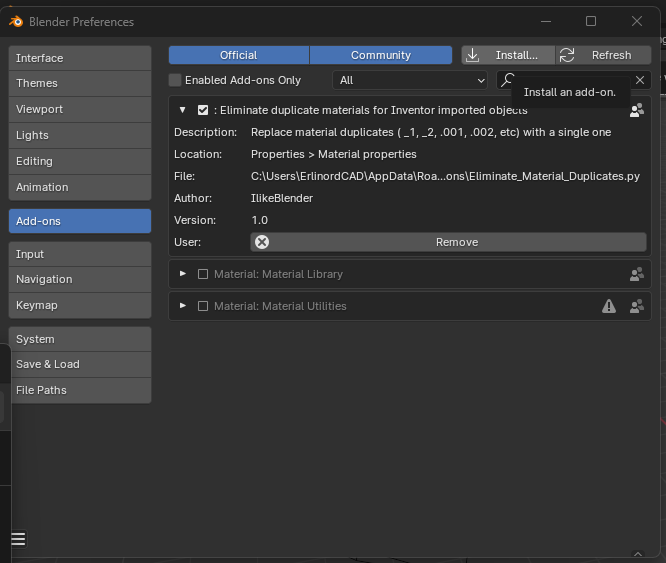 Blender Preferences
Interface
Themes
Viewport
Lights
Editing
Animation
Add-ons
Input
Navigation
Keymap
System
Save & Load
File Paths
Official Community Install... Refresh
Enabled Add-ons Only All
Install an add-on.
: Eliminate duplicate materials for Inventor imported objects
Description: Replace material duplicates ( _1, _2, .001, .002, etc) with a single one
Location: Properties > Material properties
File: C:\Users\ErlinordCAD\AppData\Roa...ons\Eliminate_Material_Duplicates.py
Author: IlikeBlender
Version: 1.0
User: Remove
Material: Material Library
Material: Material Utilities